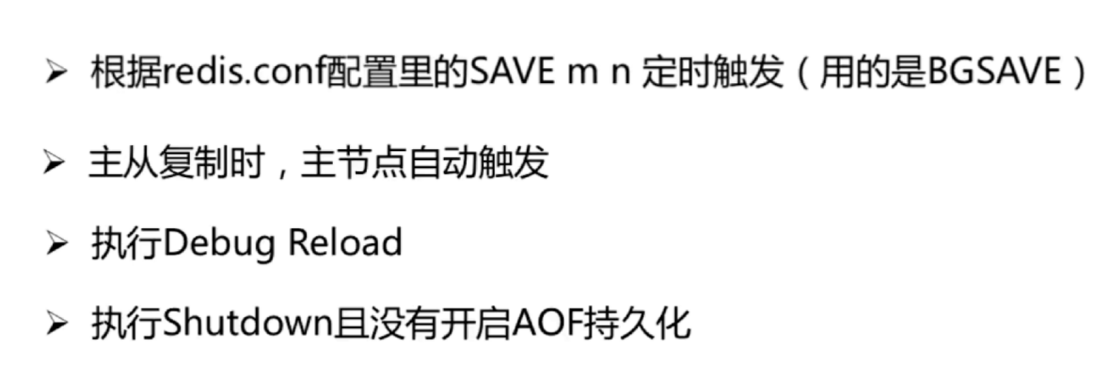 ➢ 根据redis.conf配置里的SAVE m n 定时触发（用的是BGSAVE）
➢ 主从复制时，主节点自动触发
➢ 执行Debug Reload
➢ 执行Shutdown且没有开启AOF持久化